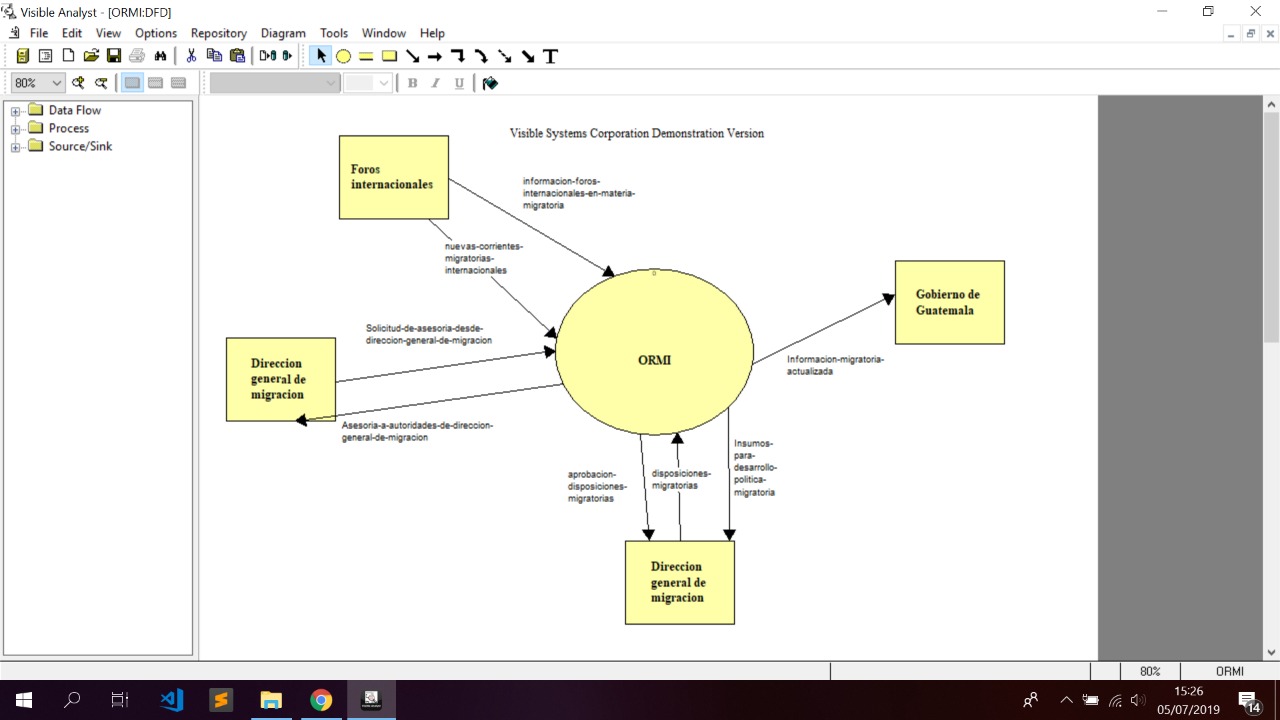 Visible Analyst - [ORMI:DFD]
File Edit View Options Repository Diagram Tools Window Help
80%
B I U
Data Flow
Process
Source/Sink
Visible Systems Corporation Demonstration Version
Foros
internacionales
informacion-foros-
internacionales-en-materia-
migratoria
nuevas-corrientes-
migratorias-
internacionales
Gobierno de
Guatemala
Solicitud-de-asesoria-desde-
direccion-general-de-migracion
Direccion
general de
migracion
ORMI
Informacion-migratoria-
actualizada
Asesoria-a-autoridades-de-direccion-
general-de-migracion
aprobacion-
disposiciones-
migratorias
disposiciones-
migratorias
Insumos-
para-
desarrollo-
politica-
migratoria
Direccion
general de
migracion
80% ORMI
15:26
05/07/2019
14